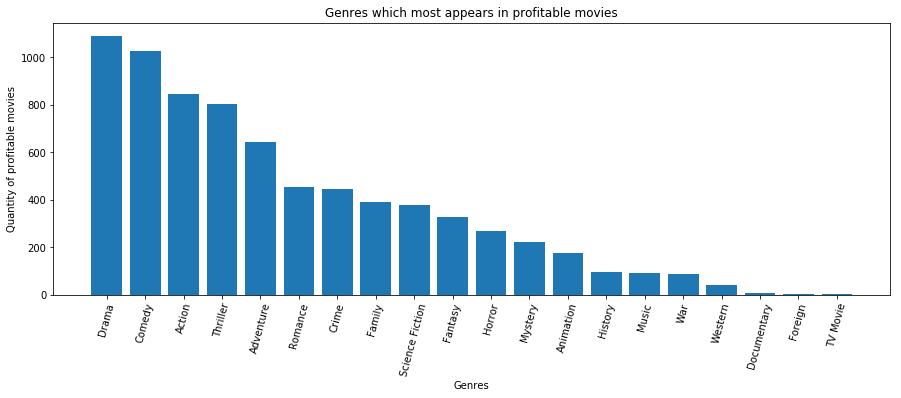 Genres which most appears in profitable movies
Quantity of profitable movies
1000
800
600
400
200
0
Drama
Comedy
Action
Thriller
Adventure
Romance
Crime
Family
Science Fiction
Fantasy
Horror
Mystery
Animation
History
Music
War
Western
Documentary
Foreign
TV Movie
Genres